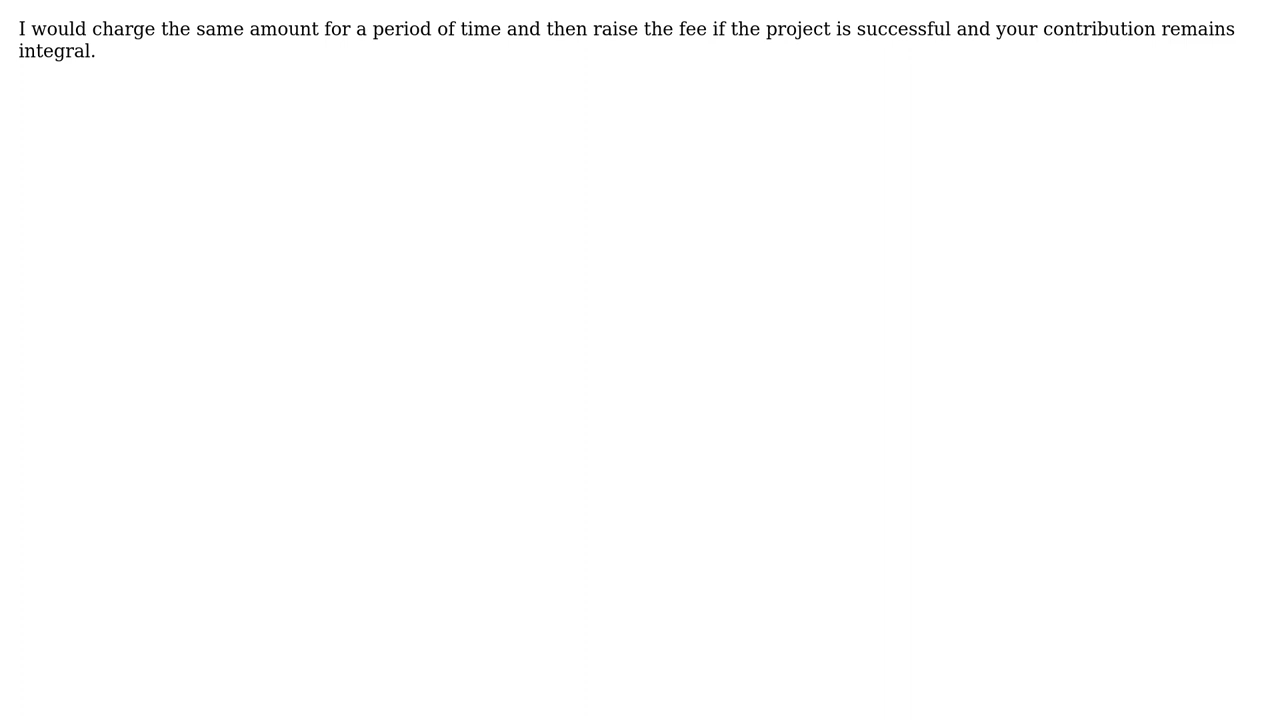 I would charge the same amount for a period of time and then raise the fee if the project is successful and your contribution remains
integral.